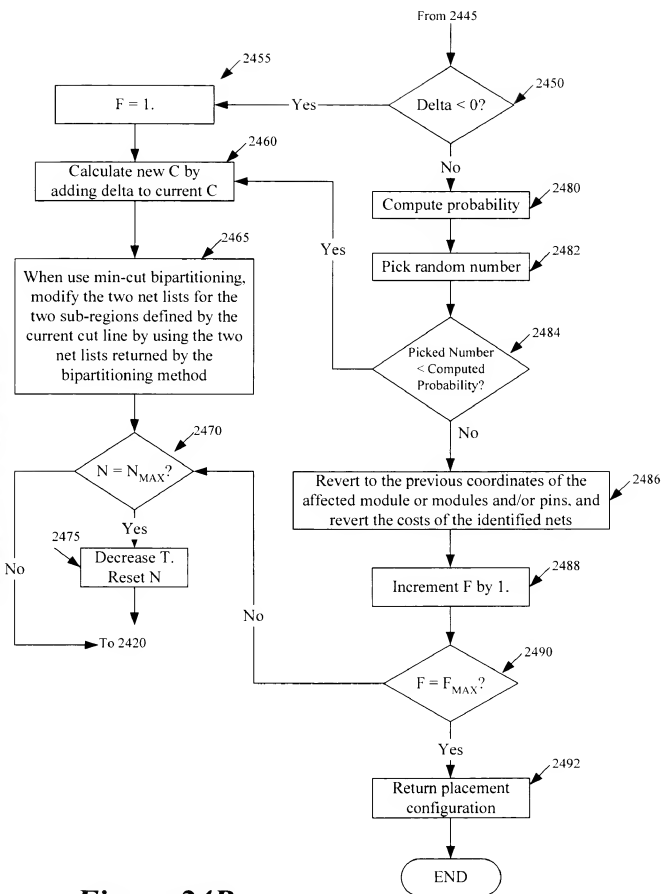 From 2445
2450
Delta < 0?
Yes
2455
F = 1.
2460
Calculate new C by
adding delta to current C
No
2480
Compute probability
2482
Pick random number
2484
Picked Number
< Computed
Probability?
Yes
2465
When use min-cut bipartitioning,
modify the two net lists for the
two sub-regions defined by the
current cut line by using the two
net lists returned by the
bipartitioning method
2470
N = NMAX?
Yes
2475
Decrease T.
Reset N
No
To 2420
No
2486
Revert to the previous coordinates of the
affected module or modules and/or pins, and
revert the costs of the identified nets
2488
Increment F by 1.
2490
F = FMAX?
No
Yes
2492
Return placement
configuration
END